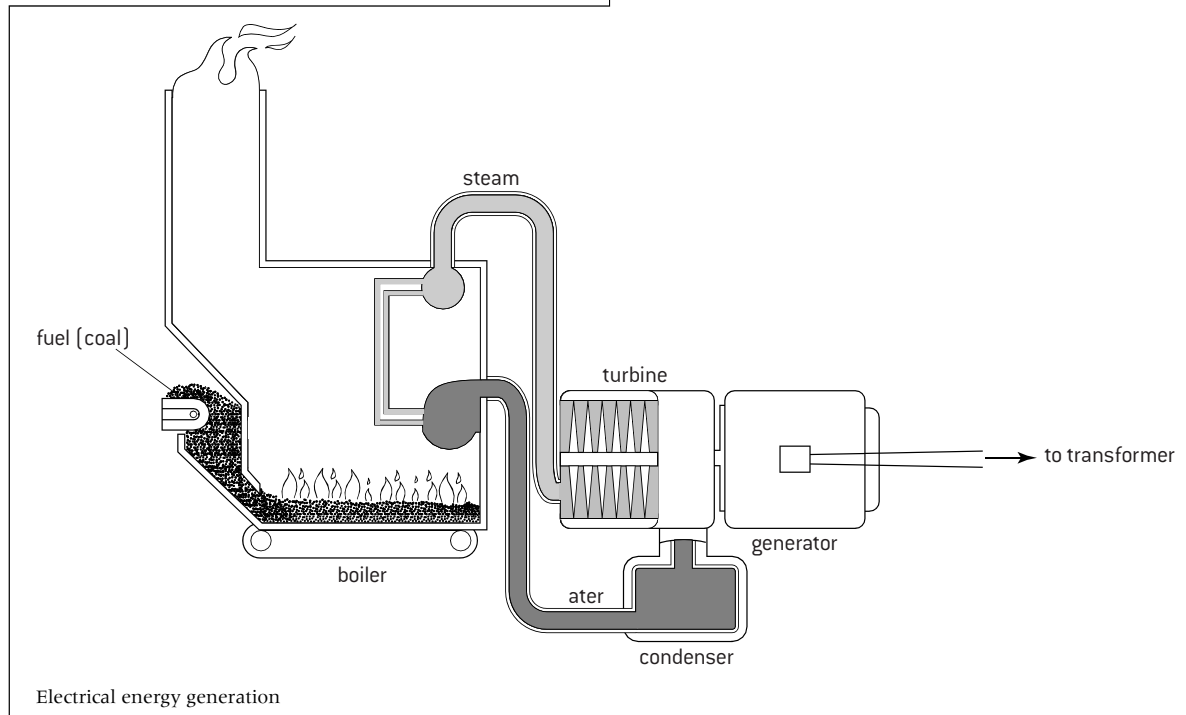 steam
fuel (coal)
turbine
to transformer
generator
boiler
ater
condenser
Electrical energy generation